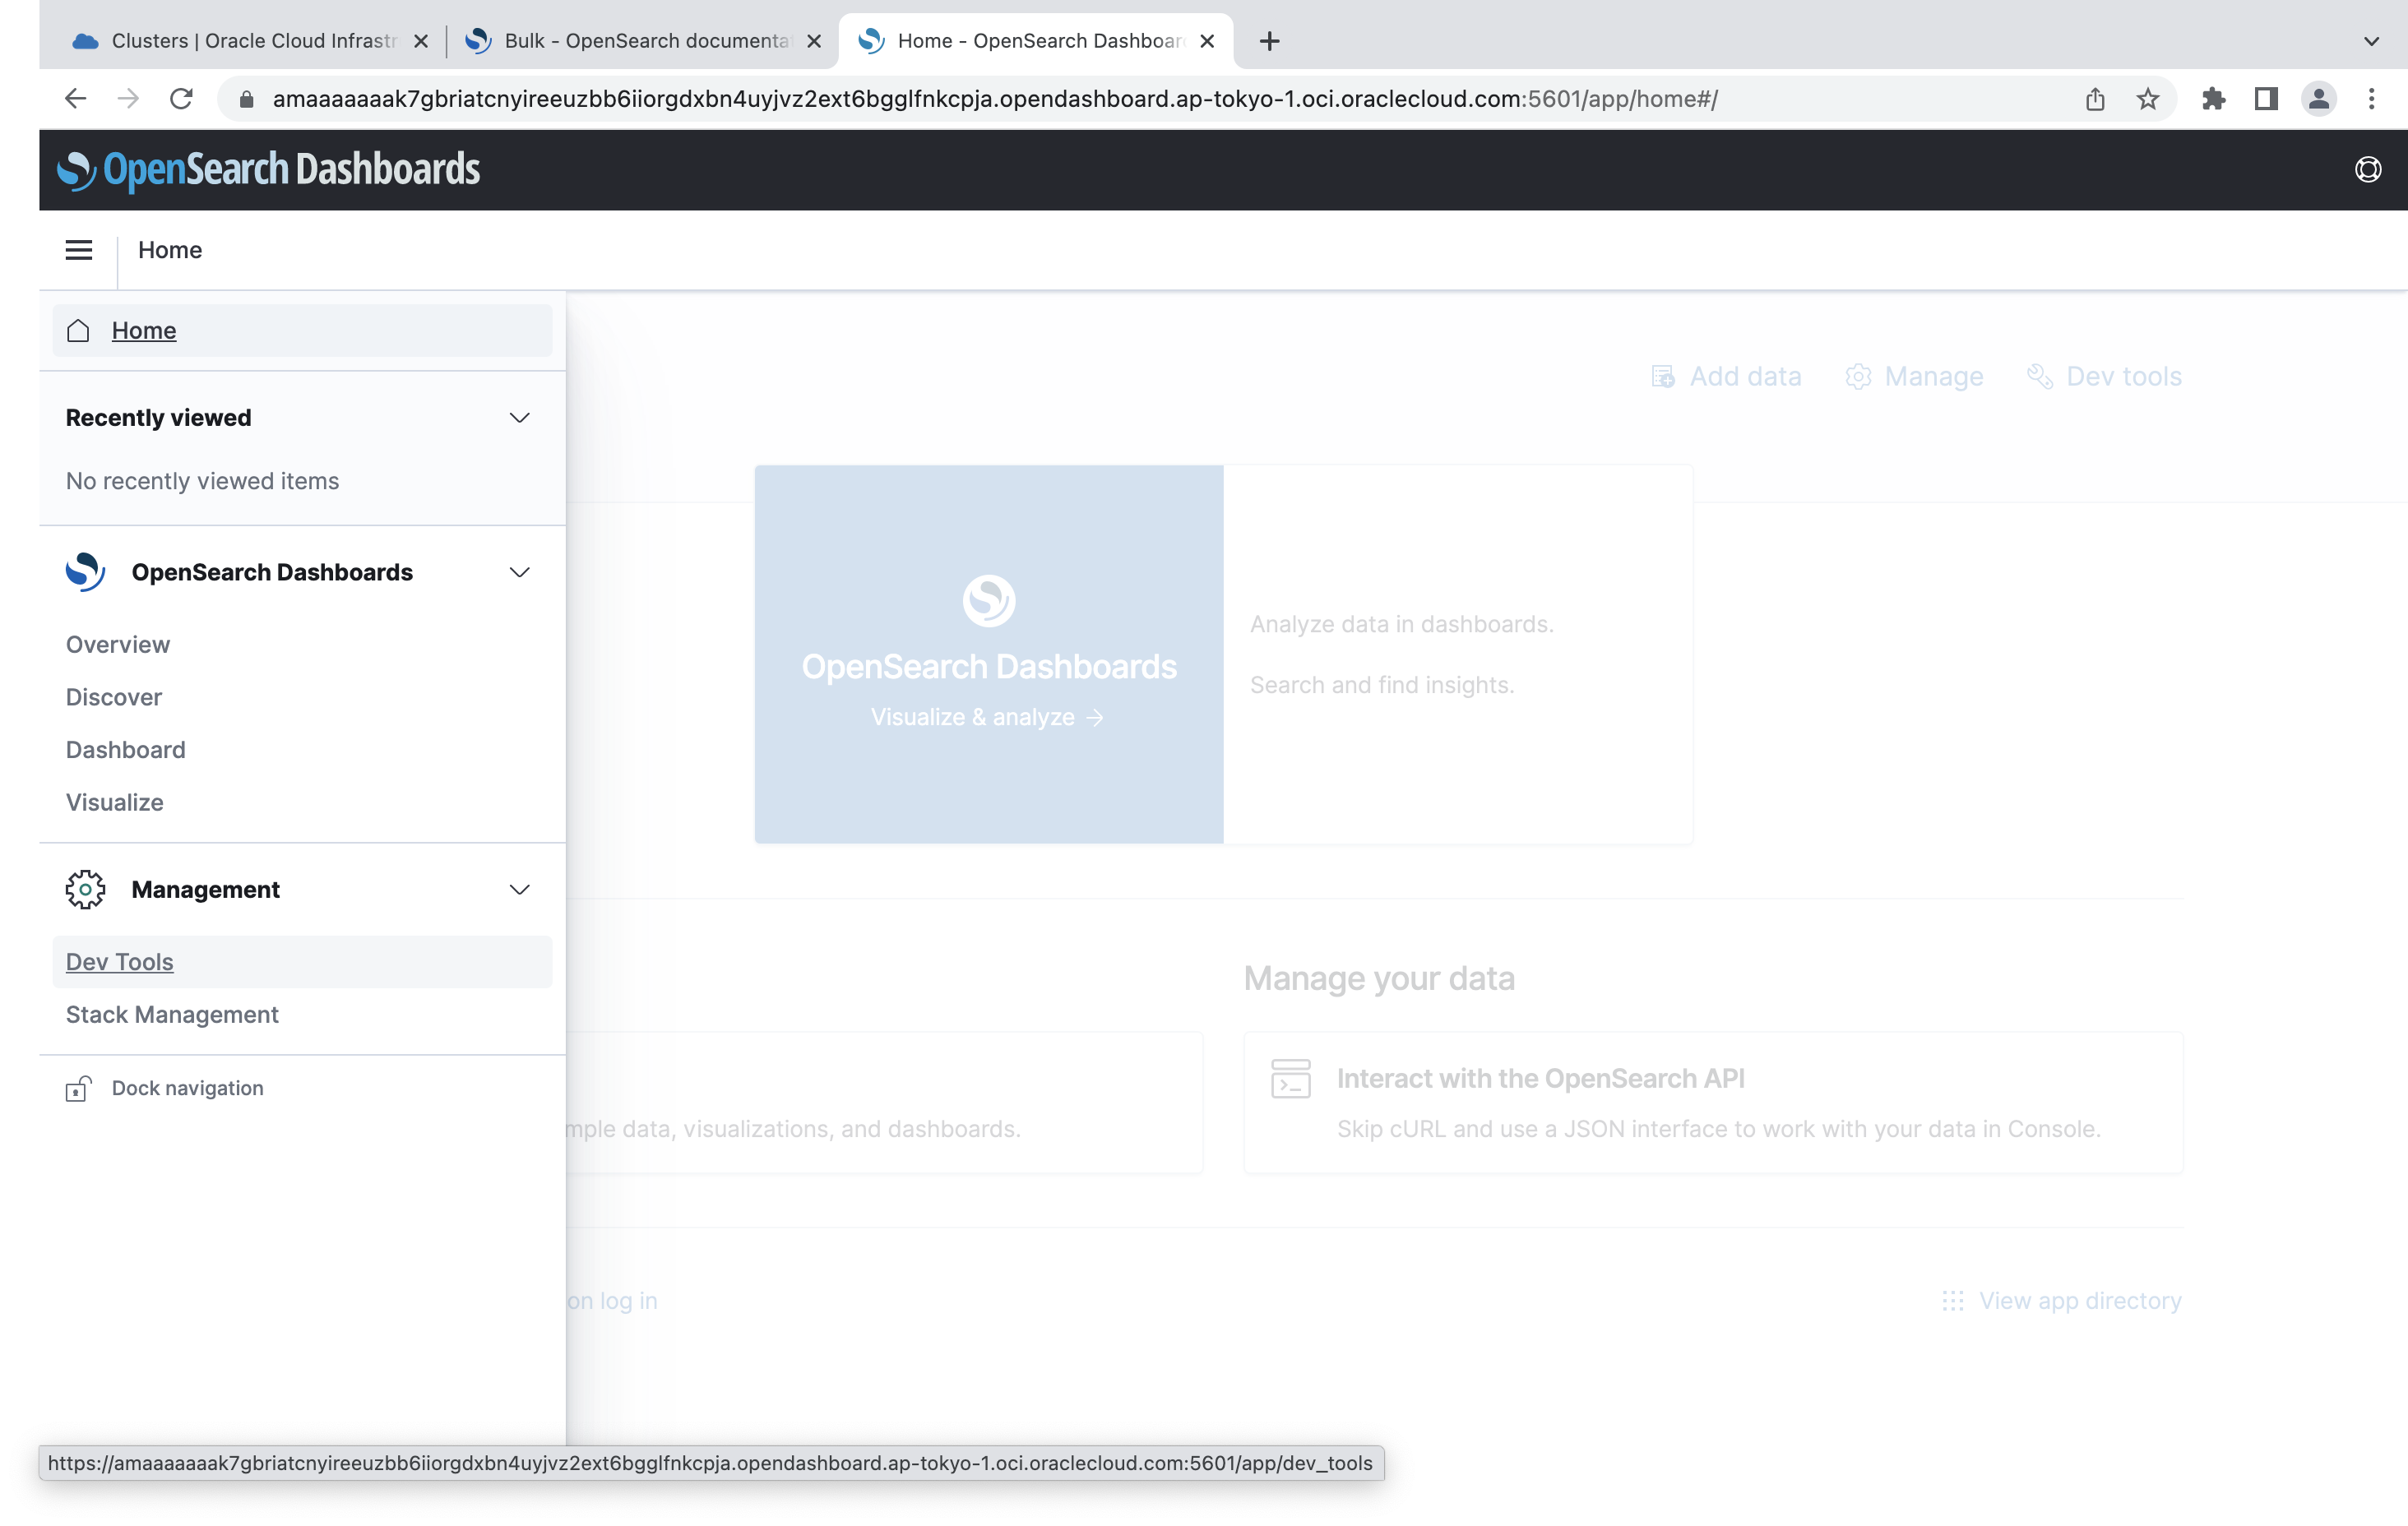 Clusters | Oracle Cloud Infrastr
Bulk - OpenSearch documenta
Home - OpenSearch Dashboar
amaaaaaaak7gbriatcnyireeuzbb6iiorgdxbn4uyjvz2ext6bgglfnkcpja.opendashboard.ap-tokyo-1.oci.oraclecloud.com:5601/app/home#/
OpenSearch Dashboards
Home
Home
Recently viewed
No recently viewed items
OpenSearch Dashboards
Overview
Discover
Dashboard
Visualize
Management
Dev Tools
Stack Management
Dock navigation
Add data
Manage
Dev tools
OpenSearch Dashboards
Visualize & analyze
Analyze data in dashboards.
Search and find insights.
Manage your data
mple data, visualizations, and dashboards.
Interact with the OpenSearch API
Skip cURL and use a JSON interface to work with your data in Console.
on log in
View app directory
https://amaaaaaaak7gbriatcnyireeuzbb6iiorgdxbn4uyjvz2ext6bgglfnkcpja.opendashboard.ap-tokyo-1.oci.oraclecloud.com:5601/app/dev_tools